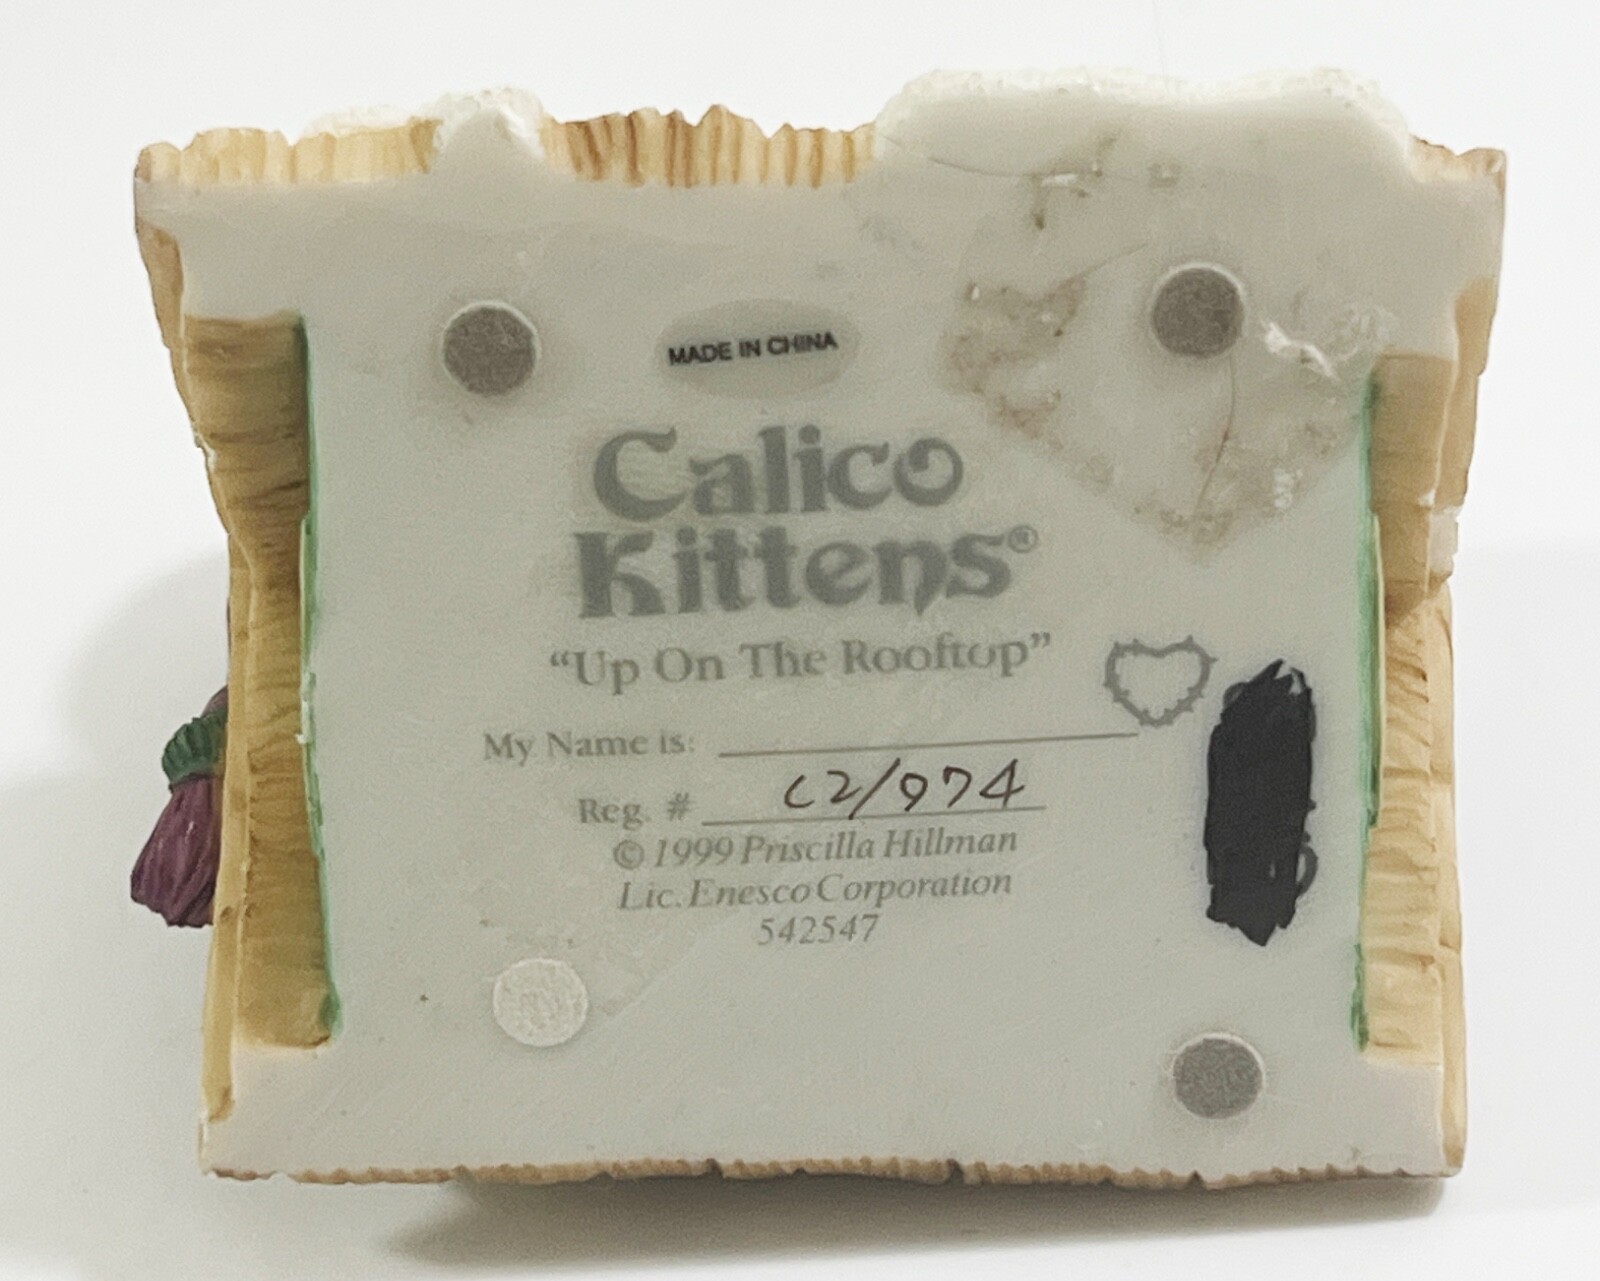 MADE IN CHINA
Calico
Kittens®
“Up On The Rooftop”
My Name is:
Reg. # C2/974
© 1999 Priscilla Hillman
Lic. Enesco Corporation
542547